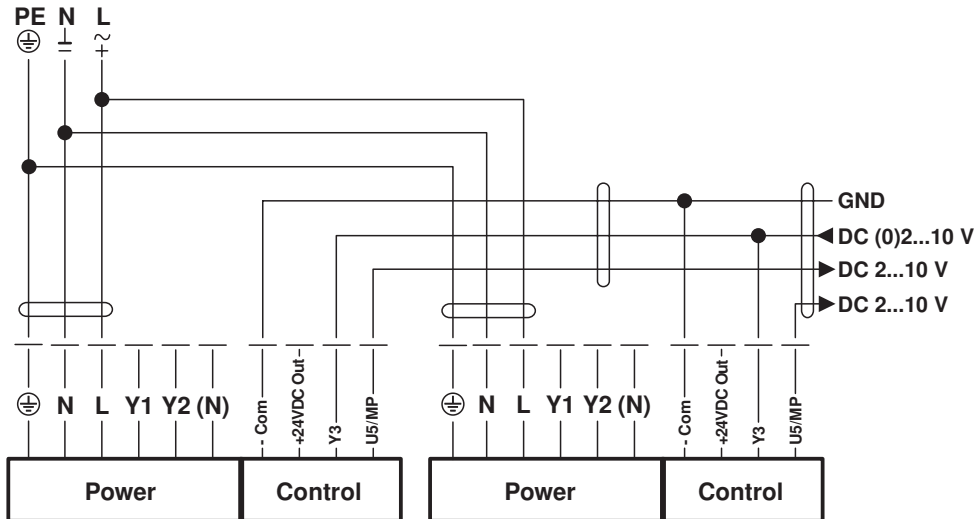 PE N L
GND
DC (0)2...10 V
DC 2...10 V
DC 2...10 V
N L Y1 Y2 (N)
- Com
+24VDC Out
Y3
U5/MP
N L Y1 Y2 (N)
- Com
+24VDC Out
Y3
U5/MP
Power
Control
Power
Control